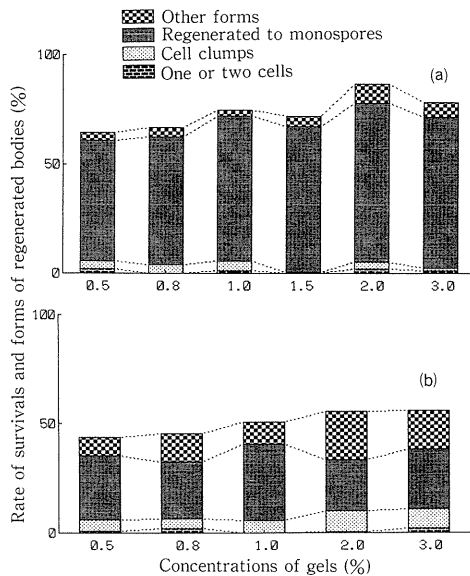 Other forms
Regenerated to monospores
Cell clumps
One or two cells
Rate of survivals and forms of regenerated bodies (%)
(a)
100
50
0
0.5 0.8 1.0 1.5 2.0 3.0
(b)
100
50
0
0.5 0.8 1.0 2.0 3.0
Concentrations of gels (%)